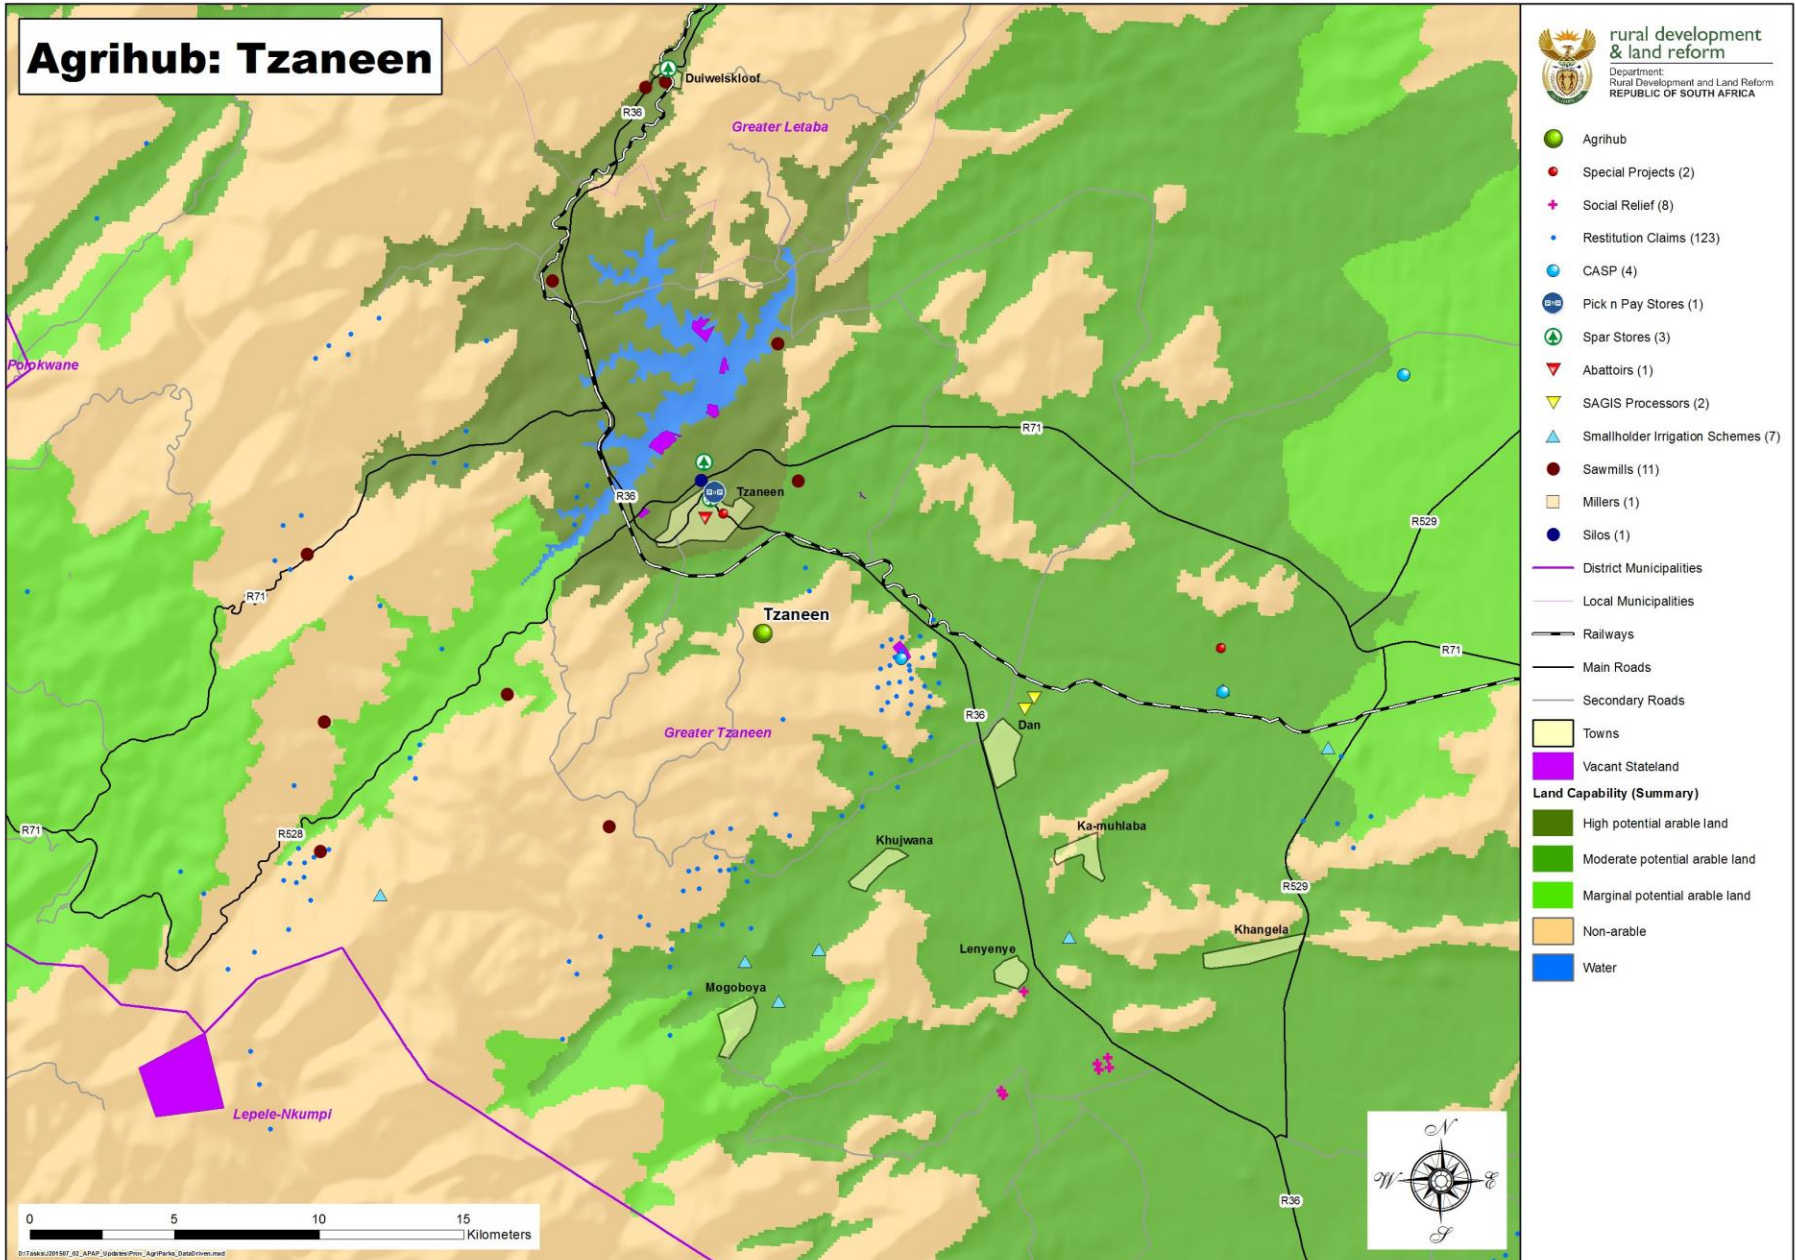 Agrihub: Tzaneen
rural development
& land reform
Department:
Rural Development and Land Reform
REPUBLIC OF SOUTH AFRICA
Agrihub
Special Projects (2)
Social Relief (8)
Restitution Claims (123)
CASP (4)
Pick n Pay Stores (1)
Spar Stores (3)
Abattoirs (1)
SAGIS Processors (2)
Smallholder Irrigation Schemes (7)
Sawmills (11)
Millers (1)
Silos (1)
District Municipalities
Local Municipalities
Railways
Main Roads
Secondary Roads
Towns
Vacant Stateland
Land Capability (Summary)
High potential arable land
Moderate potential arable land
Marginal potential arable land
Non-arable
Water
Duiwelskloof
R36
Greater Letaba
Polokwane
R71
R36
Tzaneen
R529
R71
Tzaneen
R71
R36
Dan
Greater Tzaneen
R71
R528
Khujwana
Ka-muhlaba
R529
Khangela
Lenyenye
Mogoboya
Lepele-Nkumpi
R36
N
W
E
S
0
5
10
15
Kilometers